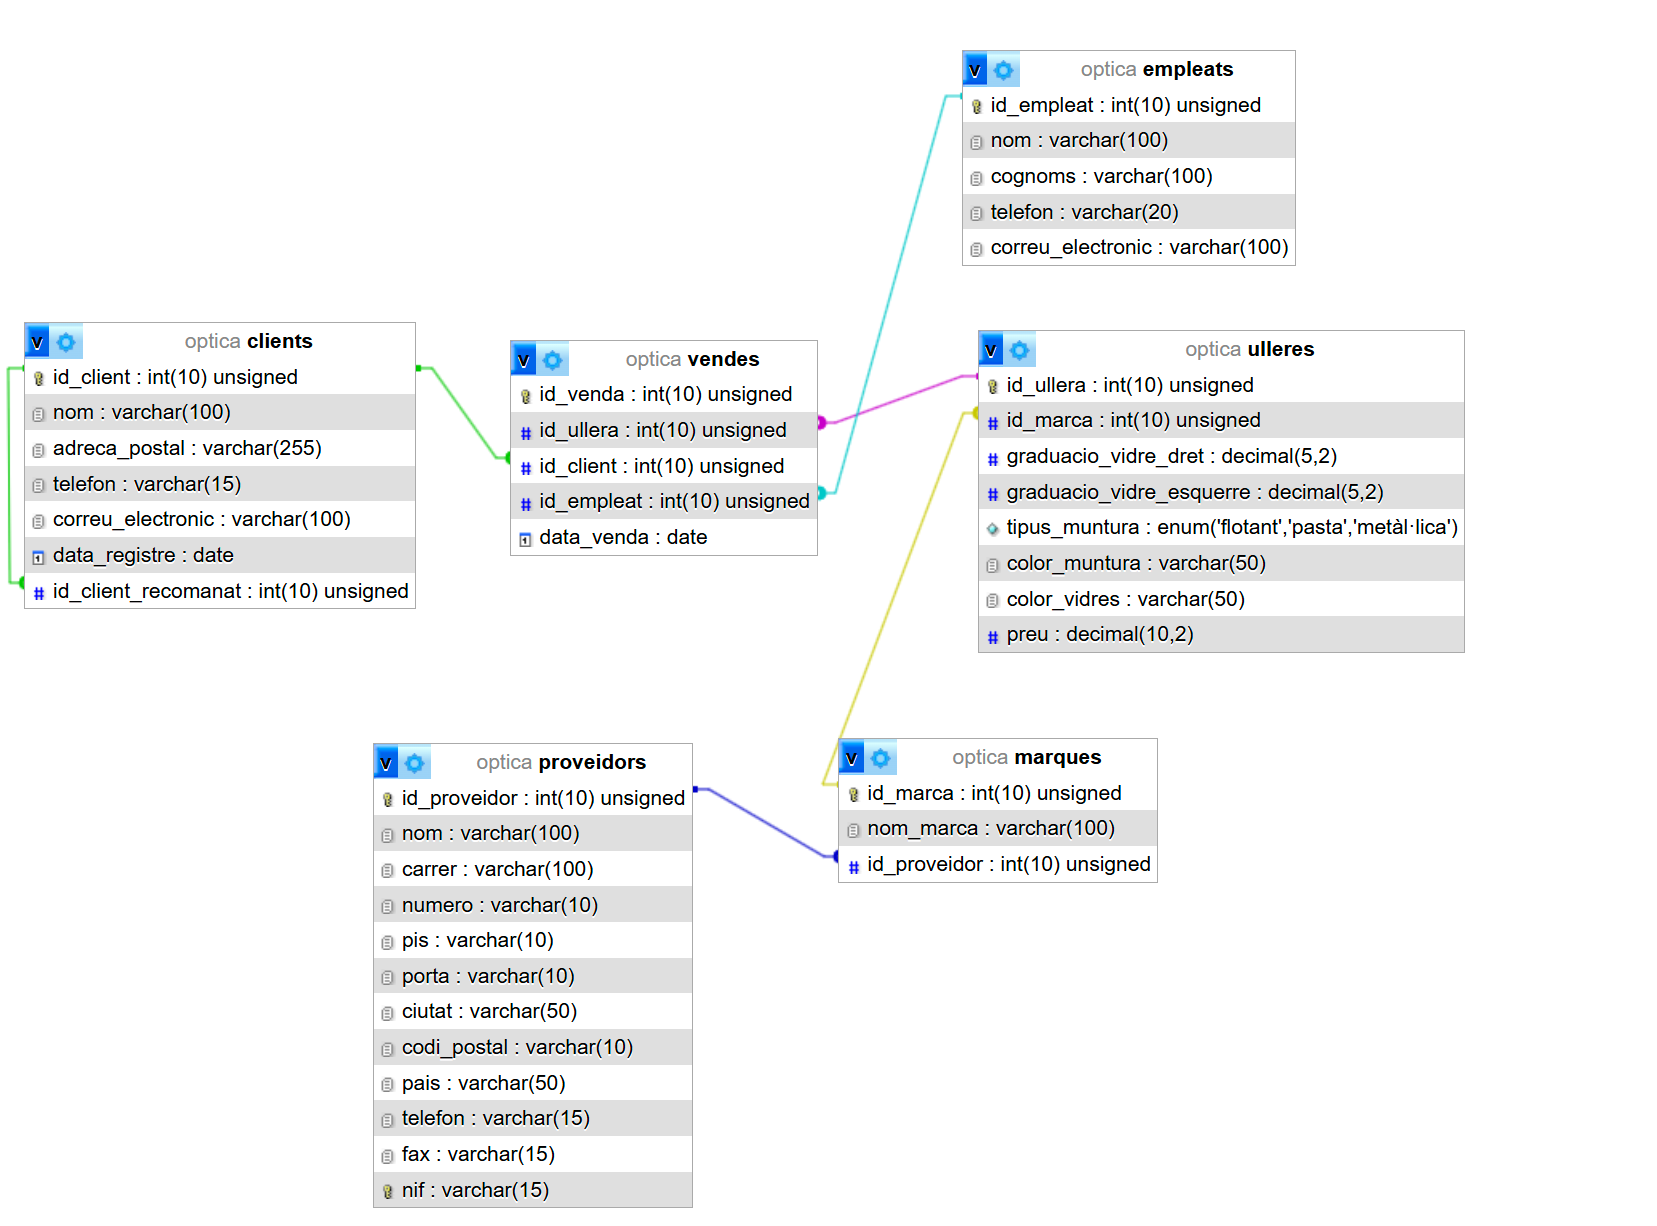 optica empleats
id_empleat : int(10) unsigned
nom : varchar(100)
cognoms : varchar(100)
telefon : varchar(20)
correu_electronic : varchar(100)
v optica clients
id_client : int(10) unsigned
nom : varchar(100)
adreca_postal : varchar(255)
telefon : varchar(15)
correu_electronic : varchar(100)
data_registre : date
id_client_recomanat : int(10) unsigned
v optica vendes
id_venda : int(10) unsigned
id_ullera : int(10) unsigned
id_client : int(10) unsigned
id_empleat : int(10) unsigned
data_venda : date
v optica ulleres
id_ullera : int(10) unsigned
id_marca : int(10) unsigned
graduacio_vidre_dret : decimal(5,2)
graduacio_vidre_esquerre : decimal(5,2)
tipus_muntura : enum('flotant','pasta','metàl·lica')
color_muntura : varchar(50)
color_vidres : varchar(50)
preu : decimal(10,2)
v optica proveidors
id_proveidor : int(10) unsigned
nom : varchar(100)
carrer : varchar(100)
numero : varchar(10)
pis : varchar(10)
porta : varchar(10)
ciutat : varchar(50)
codi_postal : varchar(10)
pais : varchar(50)
telefon : varchar(15)
fax : varchar(15)
nif : varchar(15)
v optica marques
id_marca : int(10) unsigned
nom_marca : varchar(100)
id_proveidor : int(10) unsigned